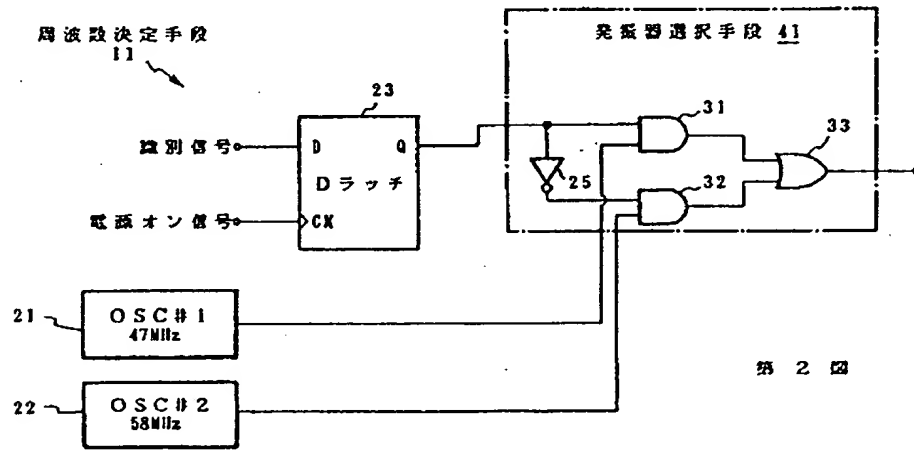 周波数決定手段
11
発振器選択手段 41
23
31
33
識別信号
D
Q
Dラッチ
25
32
電源オン信号
CK
21
OSC#1
47MHz
第2図
22
OSC#2
58MHz